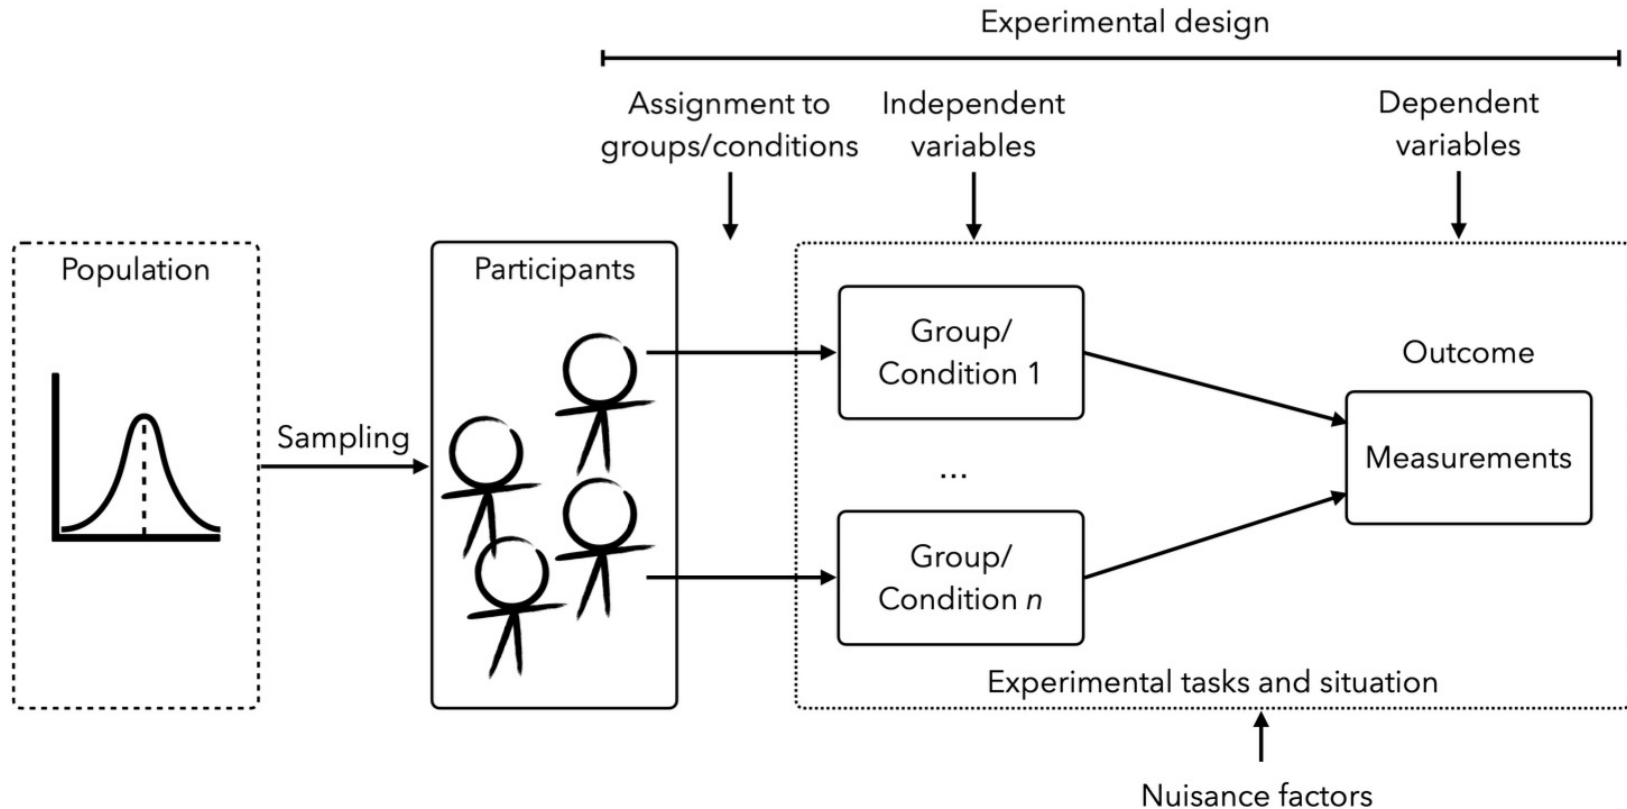 Experimental design
Assignment to
groups/conditions
Independent
variables
Dependent
variables
Population
Sampling
Participants
Group/
Condition 1
...
Group/
Condition n
Outcome
Measurements
Experimental tasks and situation
Nuisance factors